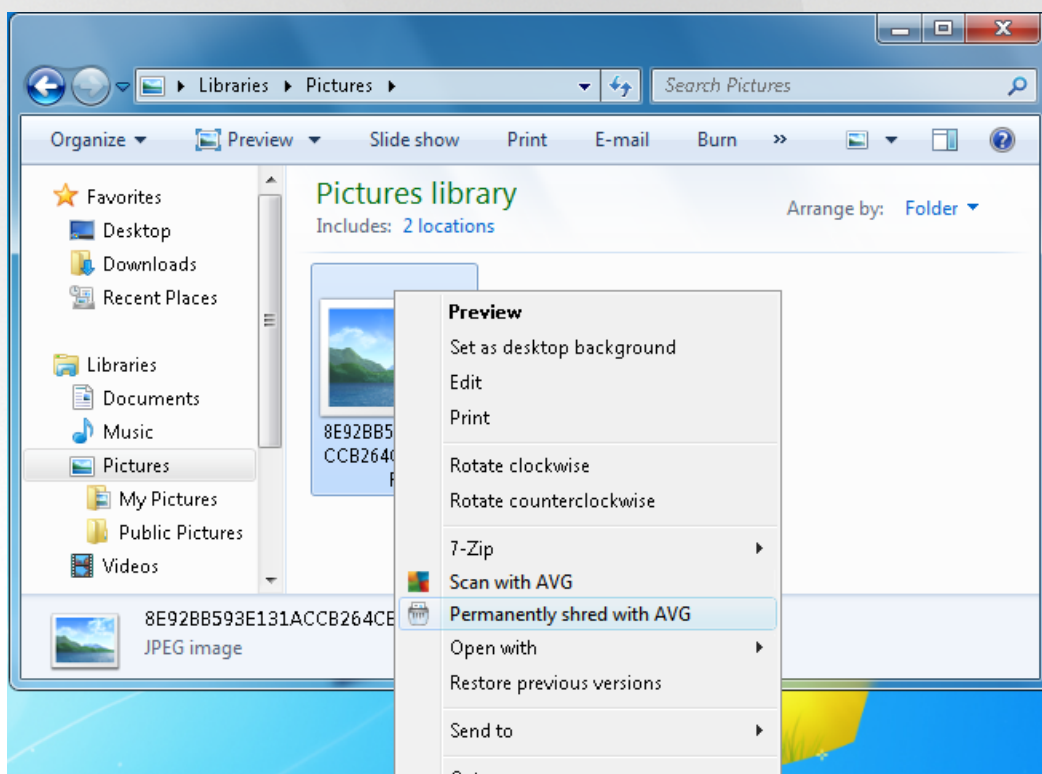 Libraries Pictures
Search Pictures
Organize Preview Slide show Print E-mail Burn »
Favorites
Desktop
Downloads
Recent Places
Libraries
Documents
Music
Pictures
My Pictures
Public Pictures
Videos
Pictures library
Includes: 2 locations
Arrange by: Folder
8E92BB5
CCB264
Preview
Set as desktop background
Edit
Print
Rotate clockwise
Rotate counterclockwise
7-Zip
Scan with AVG
Permanently shred with AVG
Open with
Restore previous versions
Send to
8E92BB593E131ACCB264CE
JPEG image